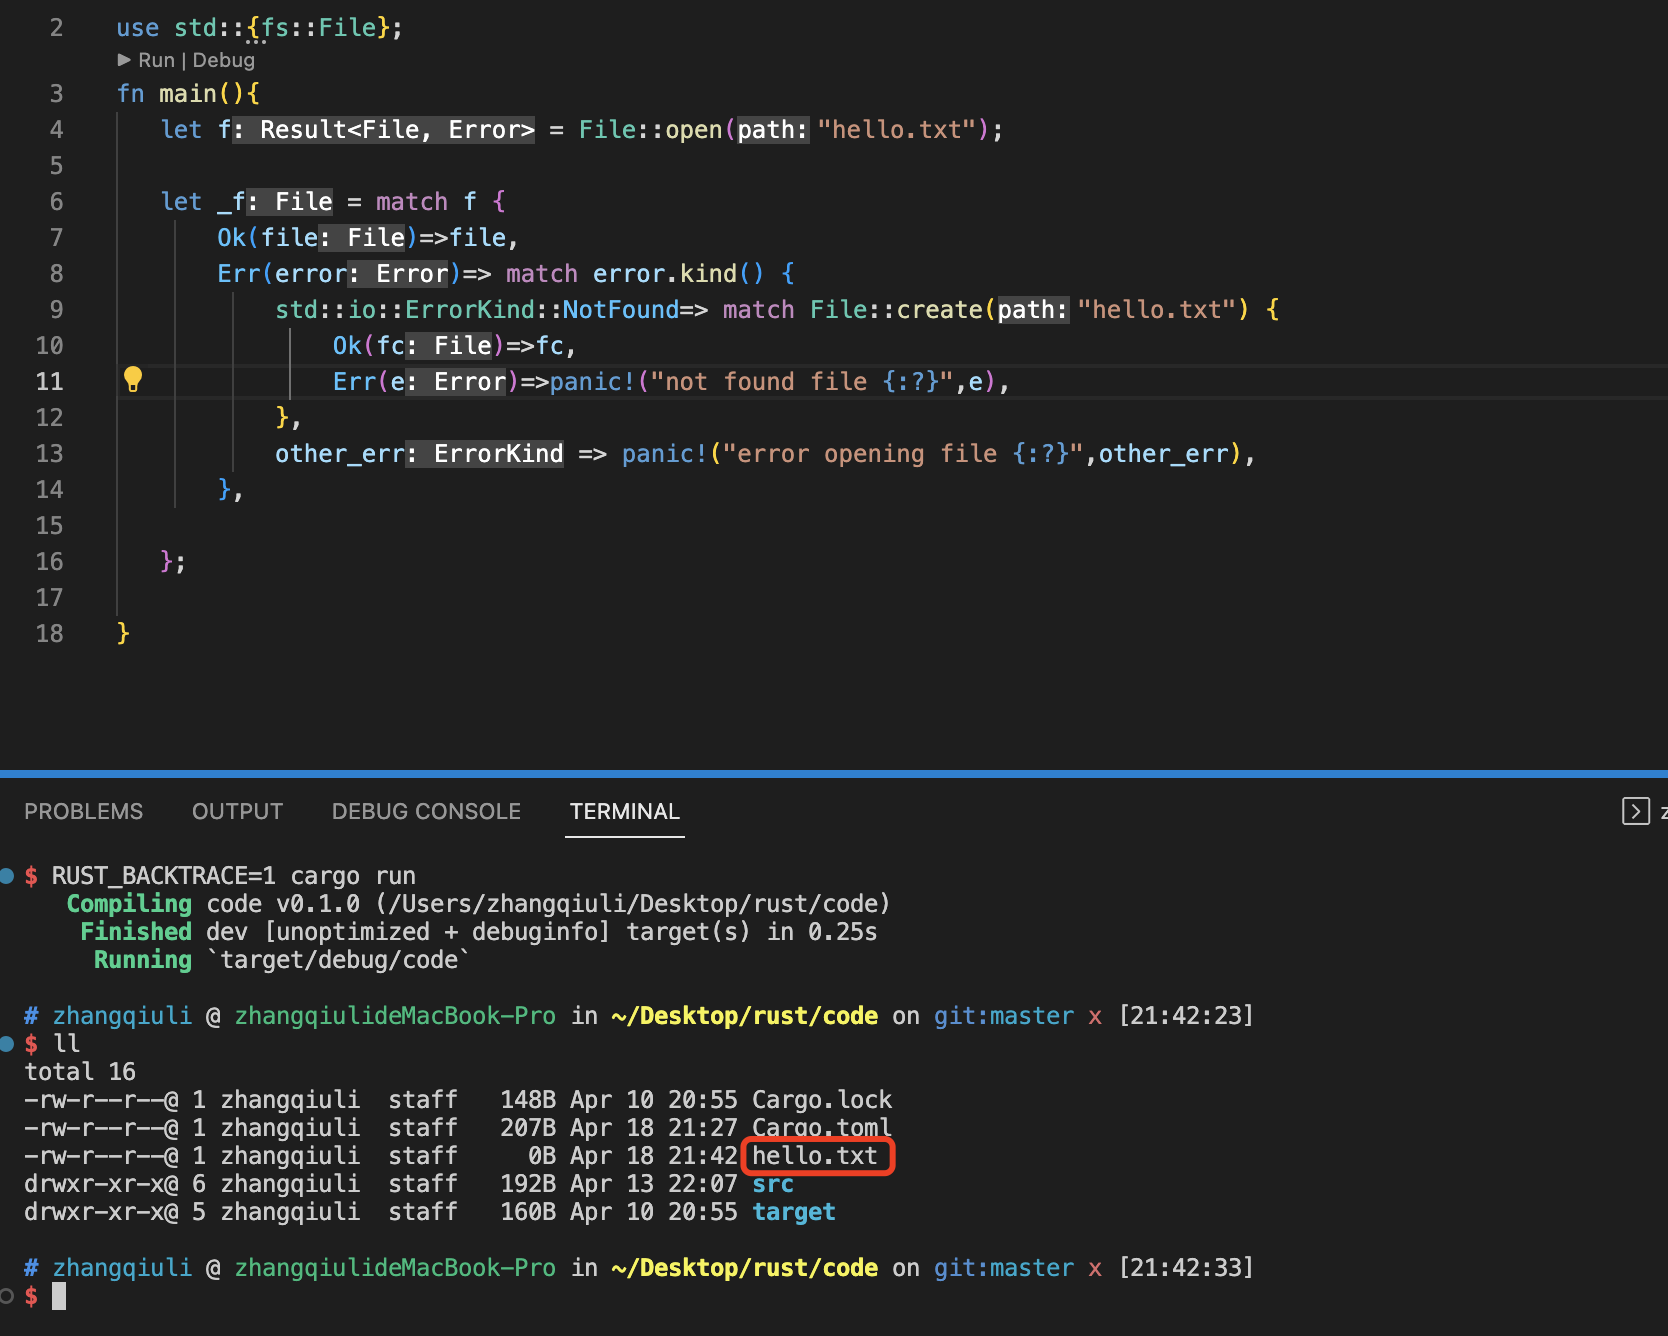 2 use std::{fs::File};
Run | Debug
3 fn main(){
4 let f: Result<File, Error> = File::open(path: "hello.txt");
5
6 let _f: File = match f {
7 Ok(file: File)=>file,
8 Err(error: Error)=> match error.kind() {
9 std::io::ErrorKind::NotFound=> match File::create(path: "hello.txt") {
10 Ok(fc: File)=>fc,
11 Err(e: Error)=>panic!("not found file {:?}",e),
12 },
13 other_err: ErrorKind => panic!("error opening file {:?}",other_err),
14 },
15
16 };
17
18 }
PROBLEMS OUTPUT DEBUG CONSOLE TERMINAL z
$ RUST_BACKTRACE=1 cargo run
Compiling code v0.1.0 (/Users/zhangqiuli/Desktop/rust/code)
Finished dev [unoptimized + debuginfo] target(s) in 0.25s
Running `target/debug/code`
# zhangqiuli @ zhangqiulideMacBook-Pro in ~/Desktop/rust/code on git:master x [21:42:23]
$ ll
total 16
-rw-r--r--@ 1 zhangqiuli staff 148B Apr 10 20:55 Cargo.lock
-rw-r--r--@ 1 zhangqiuli staff 207B Apr 18 21:27 Cargo.toml
-rw-r--r--@ 1 zhangqiuli staff 0B Apr 18 21:42 hello.txt
drwxr-xr-x@ 6 zhangqiuli staff 192B Apr 13 22:07 src
drwxr-xr-x@ 5 zhangqiuli staff 160B Apr 10 20:55 target
# zhangqiuli @ zhangqiulideMacBook-Pro in ~/Desktop/rust/code on git:master x [21:42:33]
$